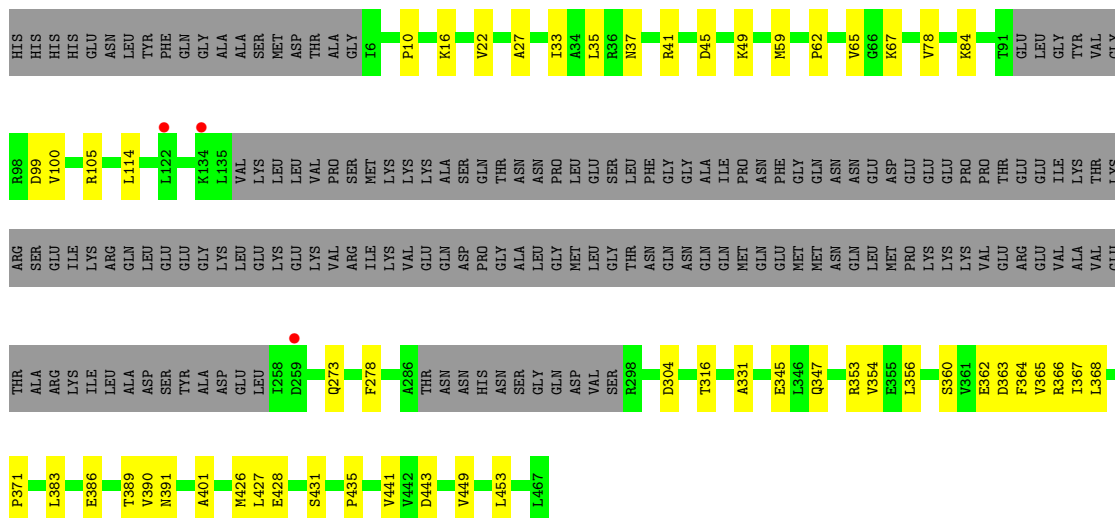 HIS HIS HIS HIS GLU ASN LEU TYR PHE GLN GLY ALA ALA SER MET ASP THR ALA GLY I6 P10 K16 V22 A27 I33 A34 L35 R36 N37 R41 D45 K49 M59 P62 V65 G66 K67 V78 K84 T91 GLU LEU GLY TYR VAL GLY
R98 D99 V100 R105 L114 L122 K134 L135 VAL LYS LEU LEU VAL PRO SER MET LYS LYS LYS ALA SER GLN THR ASN ASN PRO LEU GLU SER LEU PHE GLY GLY ALA ILE PRO ASN PHE GLY GLN ASN ASN GLU ASP GLU GLU GLU PRO PRO THR GLU GLU ILE LYS THR LYS
ARG SER GLU ILE LYS ARG GLN LEU GLU GLU GLY LYS LEU GLU LYS GLU LYS VAL ARG ILE LYS VAL GLU GLN ASP PRO GLY ALA LEU GLY MET LEU GLY THR ASN GLN ASN GLN GLN MET GLN GLU MET MET ASN GLN LEU MET PRO LYS LYS LYS VAL GLU ARG GLU VAL ALA VAL GLU
THR ALA ARG LYS ILE LEU ALA ASP SER TYR ALA ASP GLU LEU I258 D259 Q273 F278 A286 THR ASN ASN HIS ASN SER GLY GLN ASP VAL SER R298 D304 T316 A331 E345 L346 Q347 R353 V354 E355 L356 S360 V361 E362 D363 F364 V365 R366 I367 L368
P371 L383 E386 T389 V390 N391 A401 M426 L427 E428 S431 P435 V441 V442 D443 V449 L453 L467